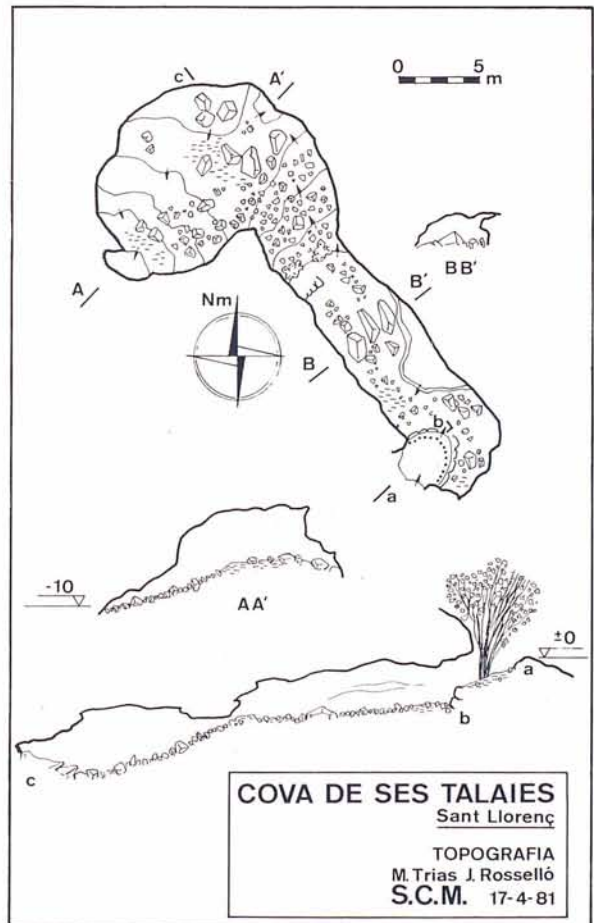 c A'
0 5
m
A
Nm
B'
BB'
B
b
a
-10
AA'
±0
a
b
c
COVA DE SES TALAIES
Sant Llorenç
TOPOGRAFIA
M. Trias J. Rosselló
S.C.M. 17-4-81